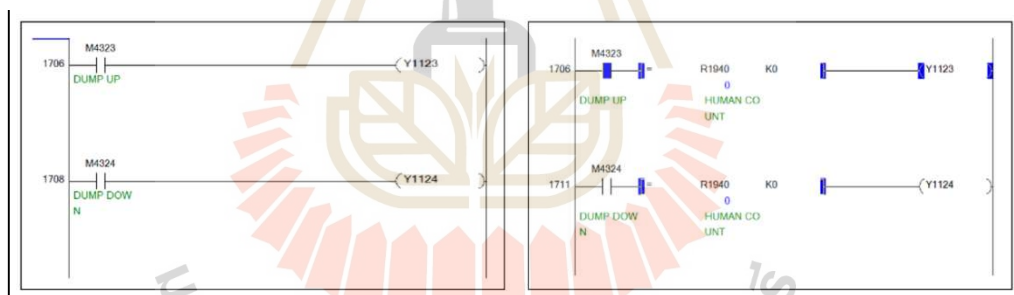 M4323
1706 ( Y1123 )
DUMP UP
M4324
1708 ( Y1124 )
DUMP DOW
N
M4323
1706 = R1940 K0 ( Y1123 )
0
DUMP UP HUMAN CO
UNT
M4324
1711 = R1940 K0 ( Y1124 )
0
DUMP DOW HUMAN CO
N UNT